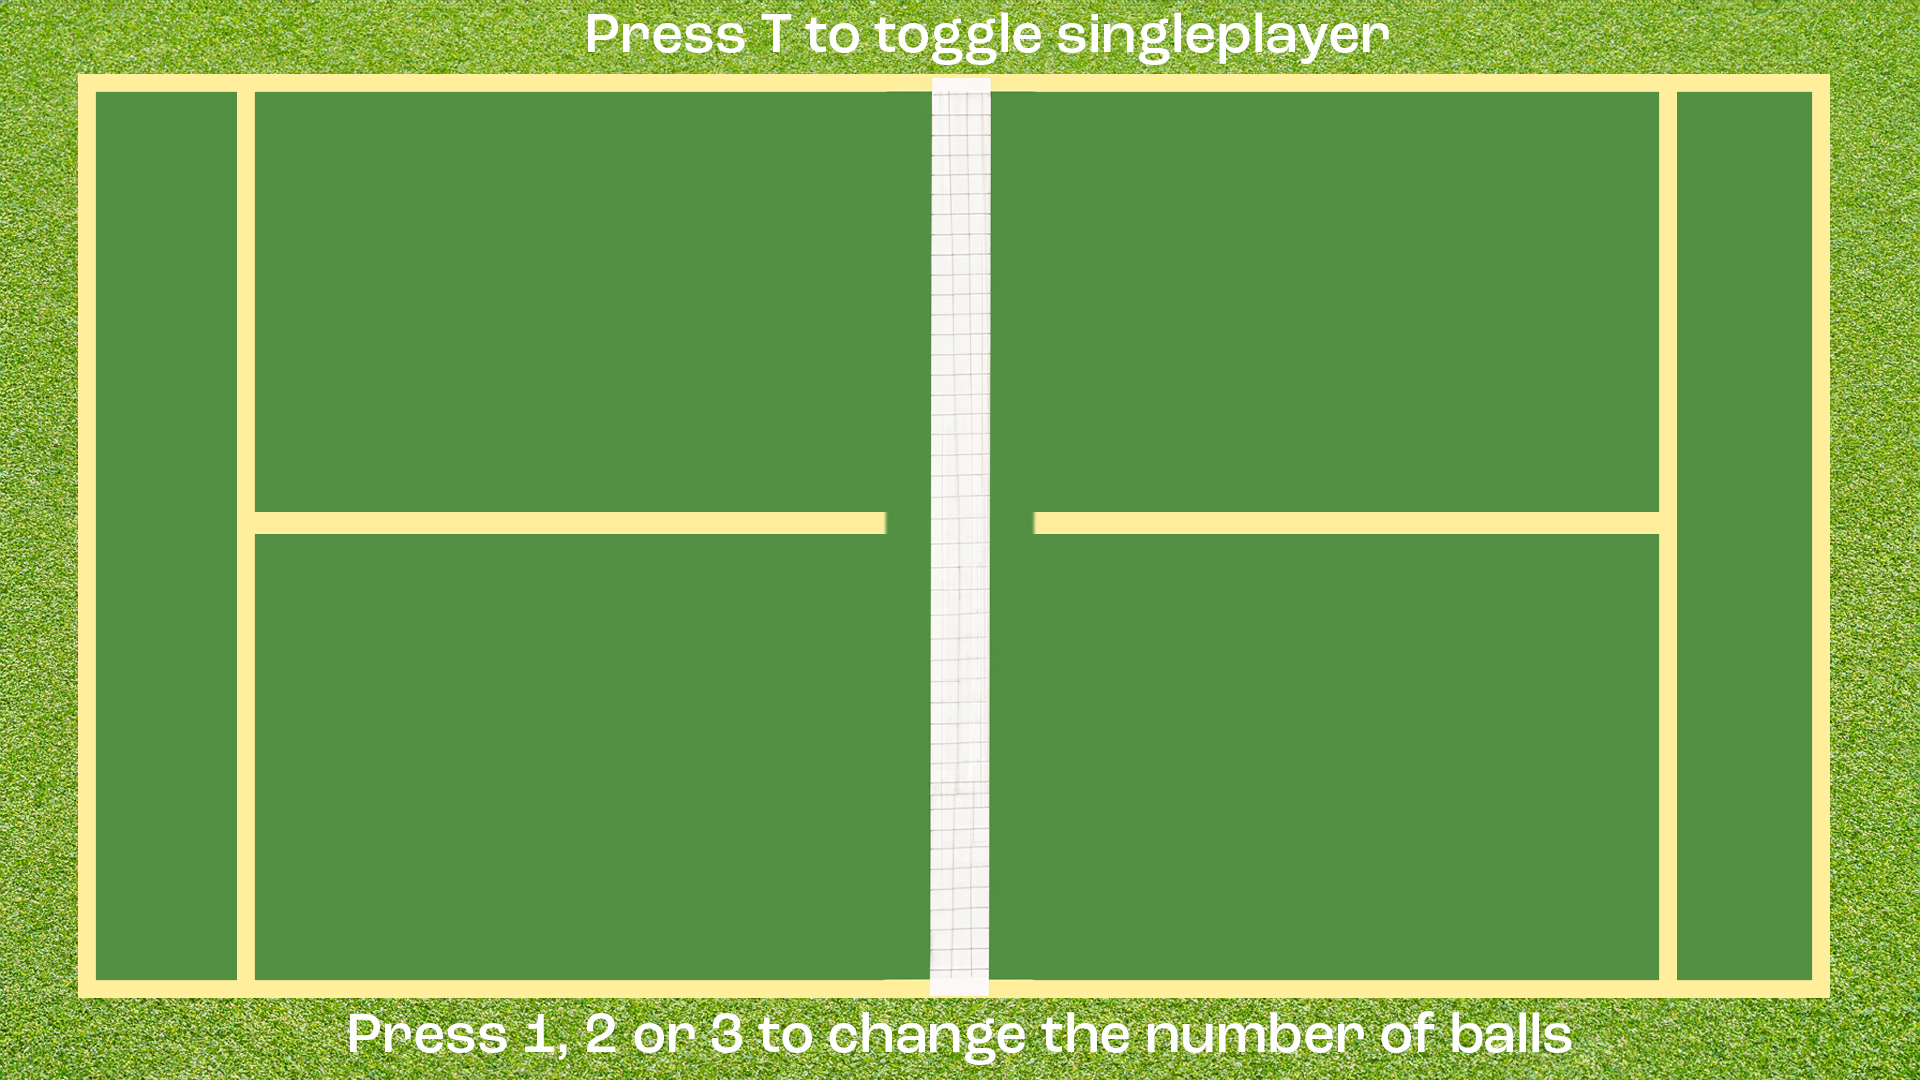 Press T to toggle singleplayer
Press 1, 2 or 3 to change the number of balls